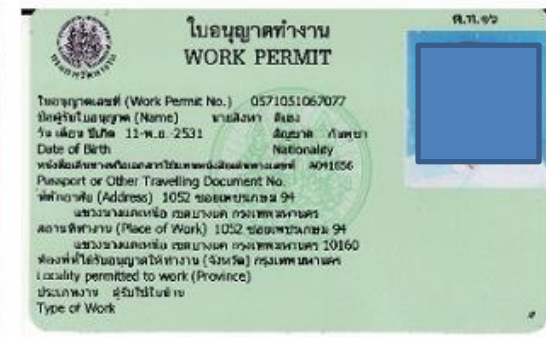 ต.ท.๑๖
ใบอนุญาตทำงาน
WORK PERMIT
ใบอนุญาตเลขที่ (Work Permit No.) 0571051067077
ชื่อผู้รับใบอนุญาต (Name) นายสิงหา
วัน เดือน ปีเกิด 11-พ.ย.-2531 สัญชาติ กัมพูชา
Date of Birth Nationality
หนังสือเดินทางหรือเอกสารใช้แทนหนังสือเดินทางเลขที่ A041656
Passport or Other Travelling Document No.
ที่พักอาศัย (Address) 1052 ซอยเพชรเกษม 94
แขวงบางแคเหนือ เขตบางแค กรุงเทพมหานคร
สถานที่ทำงาน (Place of Work) 1052 ซอยเพชรเกษม 94
แขวงบางแคเหนือ เขตบางแค กรุงเทพมหานคร 10160
ท้องที่ที่ได้รับอนุญาตให้ทำงาน (จังหวัด) กรุงเทพมหานคร
Locality permitted to work (Province)
ประเภทงาน ผู้รับใช้ในบ้าน
Type of Work